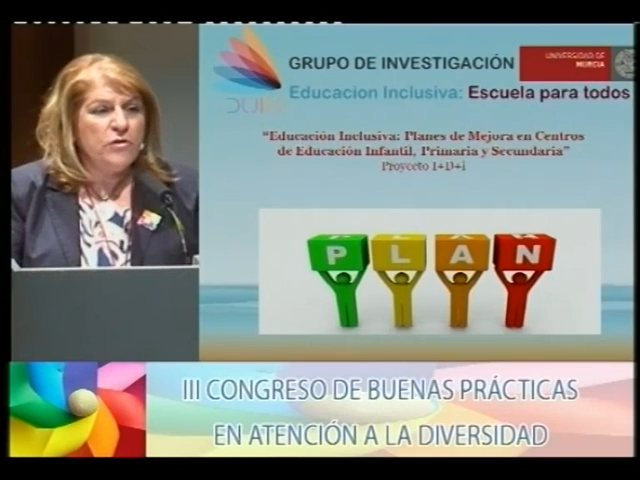 GRUPO DE INVESTIGACIÓN
UNIVERSIDAD DE
MURCIA
Educacion Inclusiva: Escuela para todos
"Educación Inclusiva: Planes de Mejora en Centros
de Educación Infantil, Primaria y Secundaria"
Proyecto I+D+i
PLAN
III CONGRESO DE BUENAS PRÁCTICAS
EN ATENCIÓN A LA DIVERSIDAD